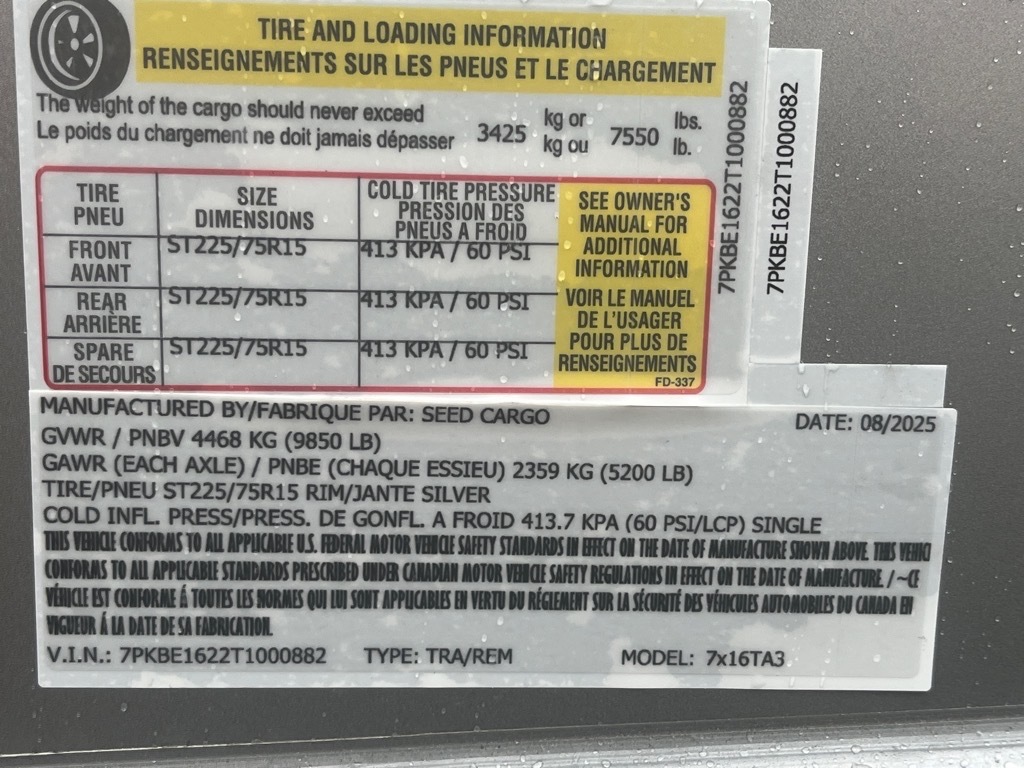 TIRE AND LOADING INFORMATION
RENSEIGNEMENTS SUR LES PNEUS ET LE CHARGEMENT
The weight of the cargo should never exceed
Le poids du chargement ne doit jamais dépasser
3425 kg or 7550 lbs.
kg ou lb.
TIRE
PNEU
SIZE
DIMENSIONS
COLD TIRE PRESSURE
PRESSION DES
PNEUS A FROID
FRONT
AVANT
ST225/75R15
413 KPA / 60 PSI
REAR
ARRIÈRE
ST225/75R15
413 KPA / 60 PSI
SPARE
DE SECOURS
ST225/75R15
413 KPA / 60 PSI
SEE OWNER'S
MANUAL FOR
ADDITIONAL
INFORMATION
VOIR LE MANUEL
DE L'USAGER
POUR PLUS DE
RENSEIGNEMENTS
FD-337
7PKBE1622T1000882
7PKBE1622T1000882
MANUFACTURED BY/FABRIQUE PAR: SEED CARGO DATE: 08/2025
GVWR / PNBV 4468 KG (9850 LB)
GAWR (EACH AXLE) / PNBE (CHAQUE ESSIEU) 2359 KG (5200 LB)
TIRE/PNEU ST225/75R15 RIM/JANTE SILVER
COLD INFL. PRESS/PRESS. DE GONFL. A FROID 413.7 KPA (60 PSI/LCP) SINGLE
THIS VEHICLE CONFORMS TO ALL APPLICABLE U.S. FEDERAL MOTOR VEHICLE SAFETY STANDARDS IN EFFECT ON THE DATE OF MANUFACTURE SHOWN ABOVE. THIS VEHICL
CONFORMS TO ALL APPLICABLE STANDARDS PRESCRIBED UNDER CANADIAN MOTOR VEHICLE SAFETY REGULATIONS IN EFFECT ON THE DATE OF MANUFACTURE. / ~CE
VÉHICLE EST CONFORME Á TOUTES LES NORMES QUI LUI SONT APPLICABLES EN VERTU DU RÉGLEMENT SUR LA SÉCURITÉ DES VÉHICULES AUTOMOBILES DU CANADA EN
VIGUEUR Á LA DATE DE SA FABRICATION.
V.I.N.: 7PKBE1622T1000882 TYPE: TRA/REM MODEL: 7x16TA3